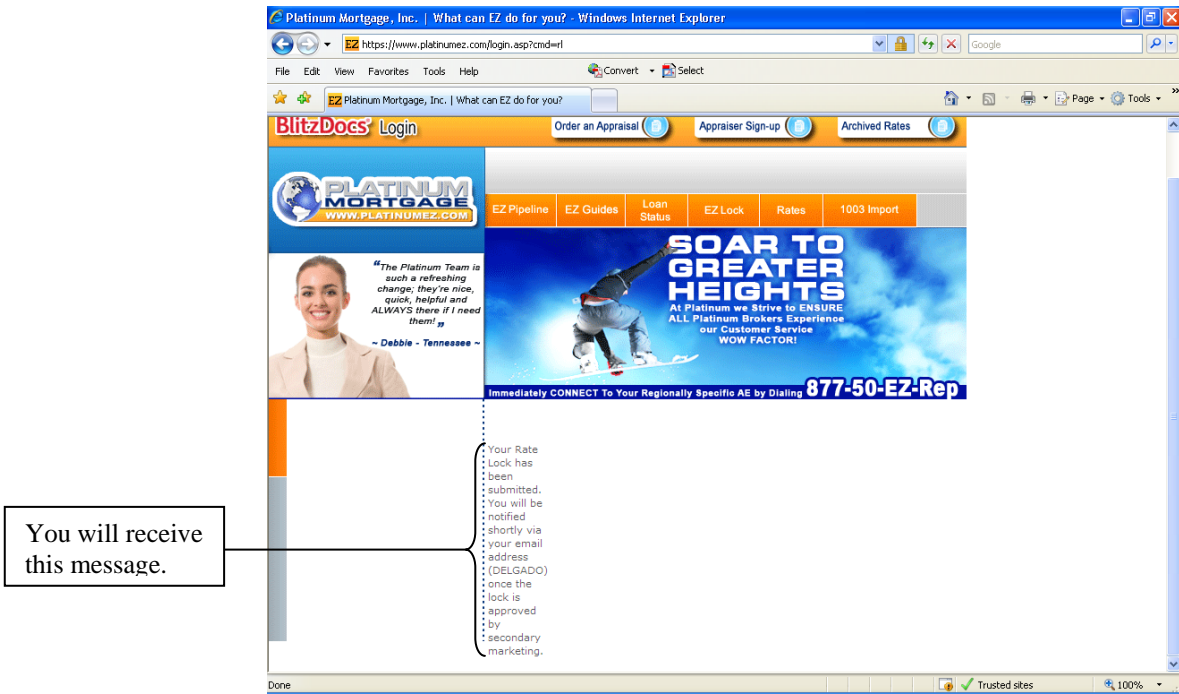 Platinum Mortgage, Inc. | What can EZ do for you? - Windows Internet Explorer
EZ https://www.platinumez.com/login.asp?cmd=rl
Google
File Edit View Favorites Tools Help
Convert Select
EZ Platinum Mortgage, Inc. | What can EZ do for you?
Page Tools »
BlitzDocs® Login
Order an Appraisal
Appraiser Sign-up
Archived Rates
PLATINUM
MORTGAGE
WWW.PLATINUMEZ.COM
EZ Pipeline
EZ Guides
Loan
Status
EZ Lock
Rates
1003 Import
"The Platinum Team is
such a refreshing
change; they're nice,
quick, helpful and
ALWAYS there if I need
them!"
~ Debbie - Tennessee ~
SOAR TO
GREATER
HEIGHTS
At Platinum we Strive to ENSURE
ALL Platinum Brokers Experience
our Customer Service
WOW FACTOR!
Immediately CONNECT To Your Regionally Specific AE by Dialing 877-50-EZ-Rep
Your Rate
Lock has
been
submitted.
You will be
notified
shortly via
your email
address
(DELGADO)
once the
lock is
approved
by
secondary
marketing.
You will receive
this message.
Done
Trusted sites
100%